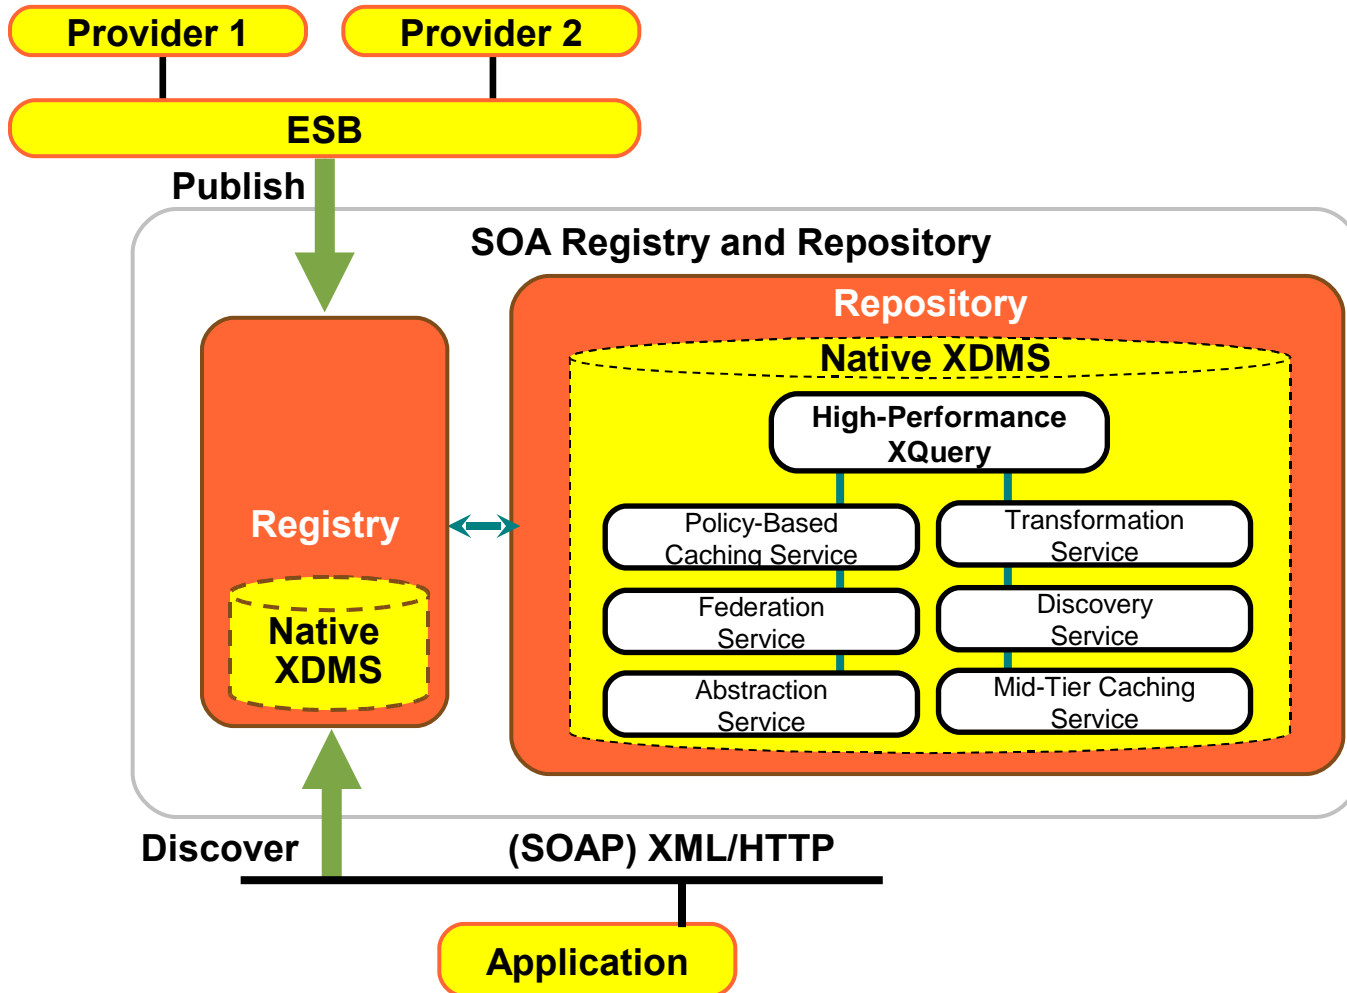 Provider 1
Provider 2
ESB
Publish
SOA Registry and Repository
Repository
Native XDMS
High-Performance
XQuery
Policy-Based
Caching Service
Transformation
Service
Registry
Federation
Service
Discovery
Service
Native
XDMS
Abstraction
Service
Mid-Tier Caching
Service
Discover
(SOAP) XML/HTTP
Application